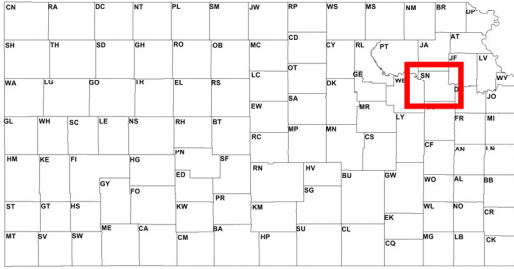 CN RA DC NT PL SM JW RP WS MS NM BR DP
CD AT
SH TH SD GH RO OB MC CY RL PT JA
OT JF LV
LC GE WB SN WY
WA LG GO TR EL RS DK JO
SA
EW MR
GL WH SC LE NS RH BT LY FR MI
RC MP MN CS
CF AN LN
PN
HM KE FI HG SF RN HV
ED BU GW WO AL BB
GY FO SG
PR
ST GT HS KW KM WL NO
CR
EK
ME CA BA SU CL
MT SV SW CM HP MG LB CK
CQ